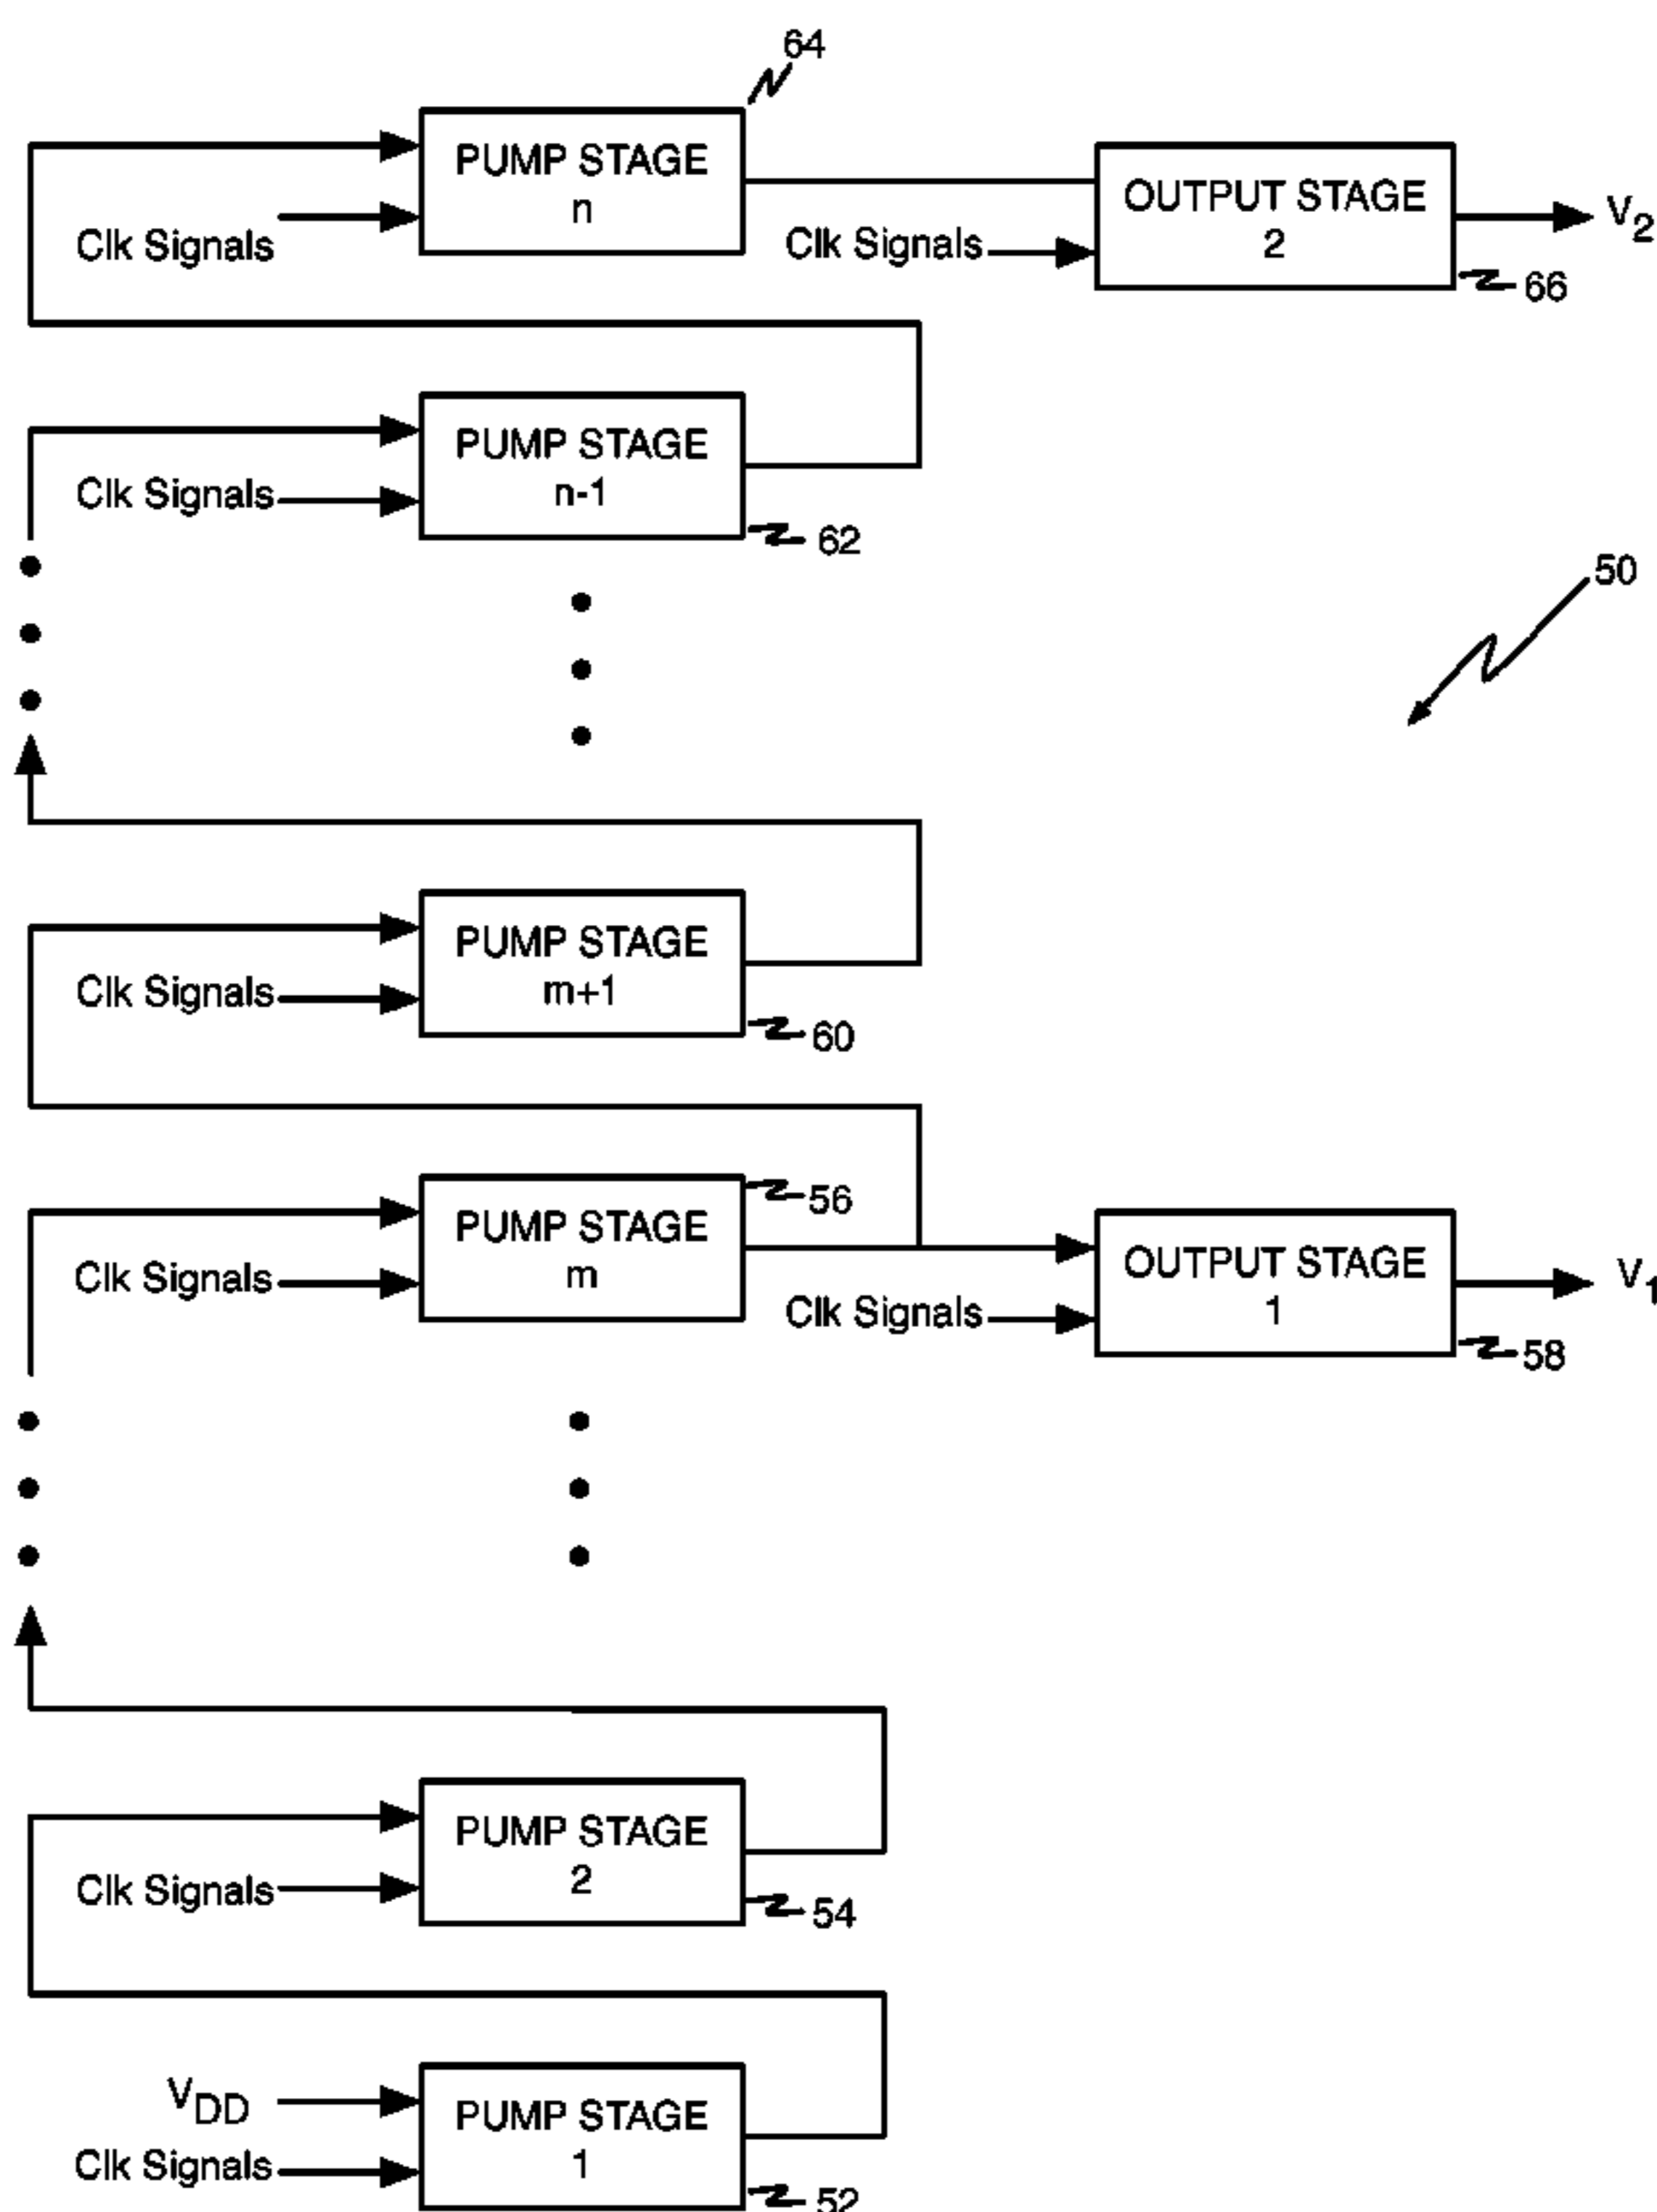 64
PUMP STAGE
n
Clk Signals
Clk Signals
OUTPUT STAGE
2
V2
66
PUMP STAGE
n-1
Clk Signals
62
50
PUMP STAGE
m+1
Clk Signals
60
56
PUMP STAGE
m
Clk Signals
Clk Signals
OUTPUT STAGE
1
V1
58
PUMP STAGE
2
Clk Signals
54
VDD
PUMP STAGE
1
Clk Signals
52